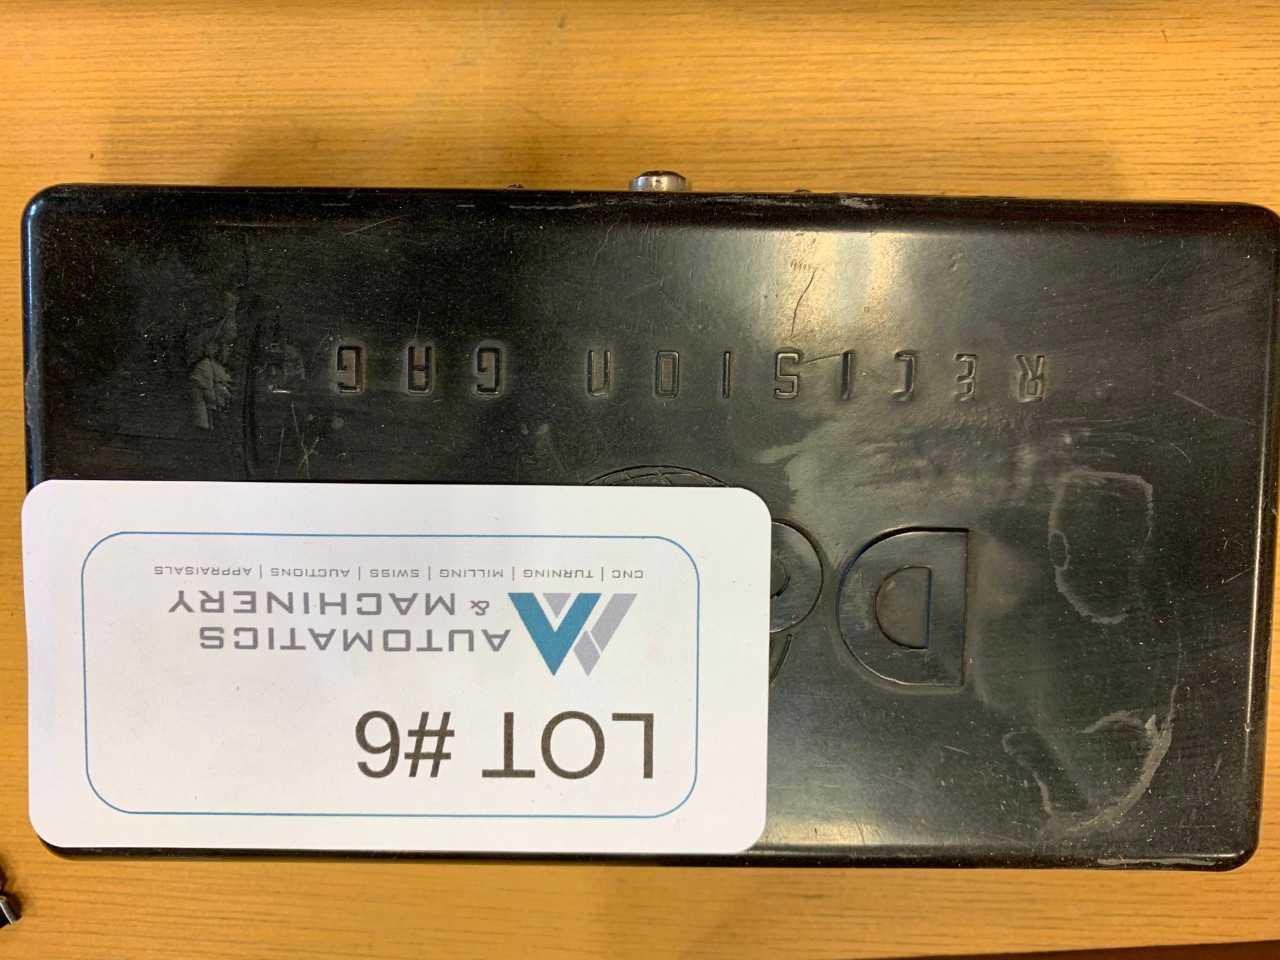 LOT #6
AUTOMATICS
& MACHINERY
CNC | TURNING | MILLING | SWISS | AUCTIONS | APPRAISALS
D
RECISION GAG